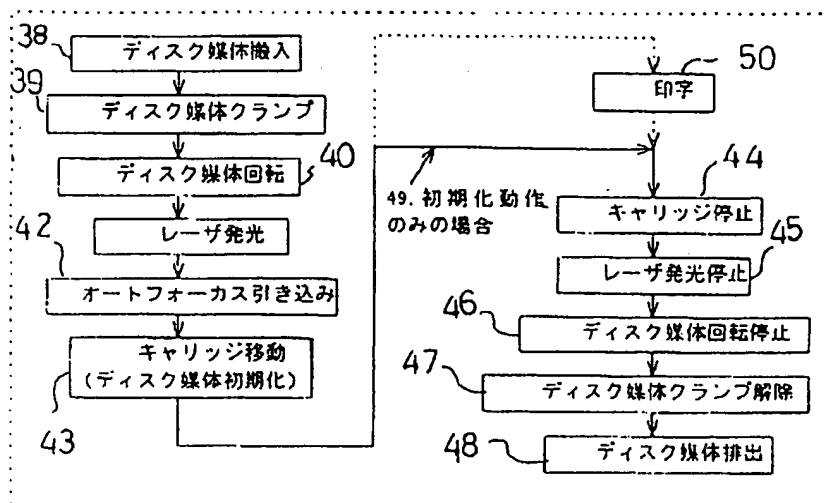 38
ディスク媒体搬入
39
ディスク媒体クランプ
ディスク媒体回転
40
レーザ発光
42
オートフォーカス引き込み
キャリッジ移動
(ディスク媒体初期化)
43
50
印字
49. 初期化動作
のみの場合
44
キャリッジ停止
45
レーザ発光停止
46
ディスク媒体回転停止
47
ディスク媒体クランプ解除
48
ディスク媒体排出